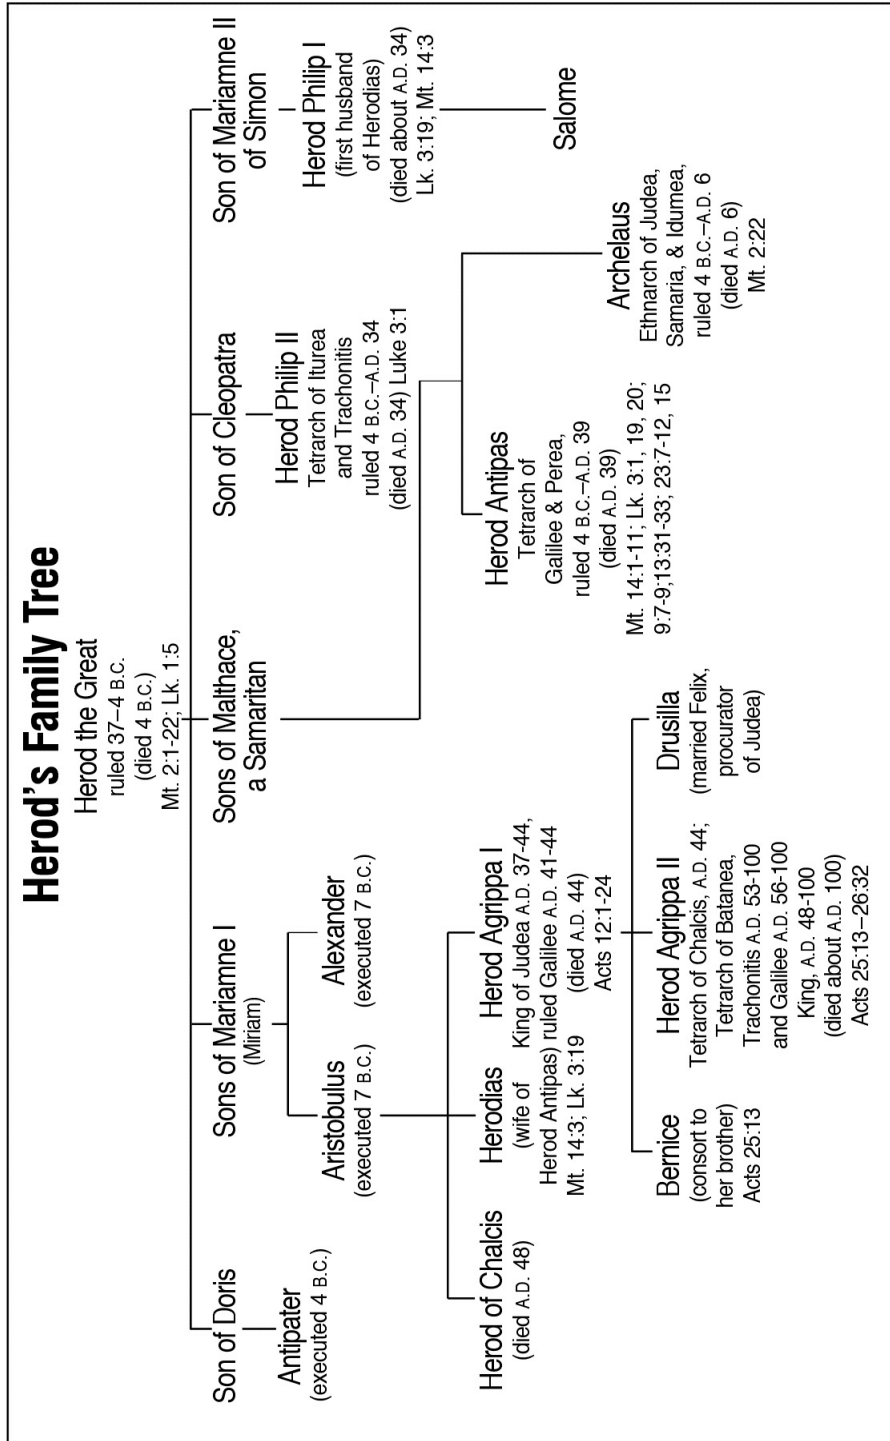 Herod's Family Tree
Herod the Great
ruled 37–4 B.C.
(died 4 B.C.)
Mt. 2:1-22; Lk. 1:5
Son of Doris
Antipater
(executed 4 B.C.)
Sons of Mariamne I
(Miriam)
Aristobulus
(executed 7 B.C.)
Alexander
(executed 7 B.C.)
Sons of Malthace,
a Samaritan
Son of Cleopatra
Herod Philip II
Tetrarch of Iturea
and Trachonitis
ruled 4 B.C.–A.D. 34
(died A.D. 34) Luke 3:1
Son of Mariamne II
of Simon
Herod Philip I
(first husband
of Herodias)
(died about A.D. 34)
Lk. 3:19; Mt. 14:3
Herod of Chalcis
(died A.D. 48)
Herodias
(wife of
Herod Antipas)
Mt. 14:3; Lk. 3:19
Herod Agrippa I
King of Judea A.D. 37-44,
ruled Galilee A.D. 41-44
(died A.D. 44)
Acts 12:1-24
Herod Antipas
Tetrarch of
Galilee & Perea,
ruled 4 B.C.–A.D. 39
(died A.D. 39)
Mt. 14:1-11; Lk. 3:1, 19, 20;
9:7-9;13:31-33; 23:7-12, 15
Archelaus
Ethnarch of Judea,
Samaria, & Idumea,
ruled 4 B.C.–A.D. 6
(died A.D. 6)
Mt. 2:22
Salome
Bernice
(consort to
her brother)
Acts 25:13
Herod Agrippa II
Tetrarch of Chalcis, A.D. 44;
Tetrarch of Batanea,
Trachonitis A.D. 53-100
and Galilee A.D. 56-100
King, A.D. 48-100
(died about A.D. 100)
Acts 25:13–26:32
Drusilla
(married Felix,
procurator
of Judea)